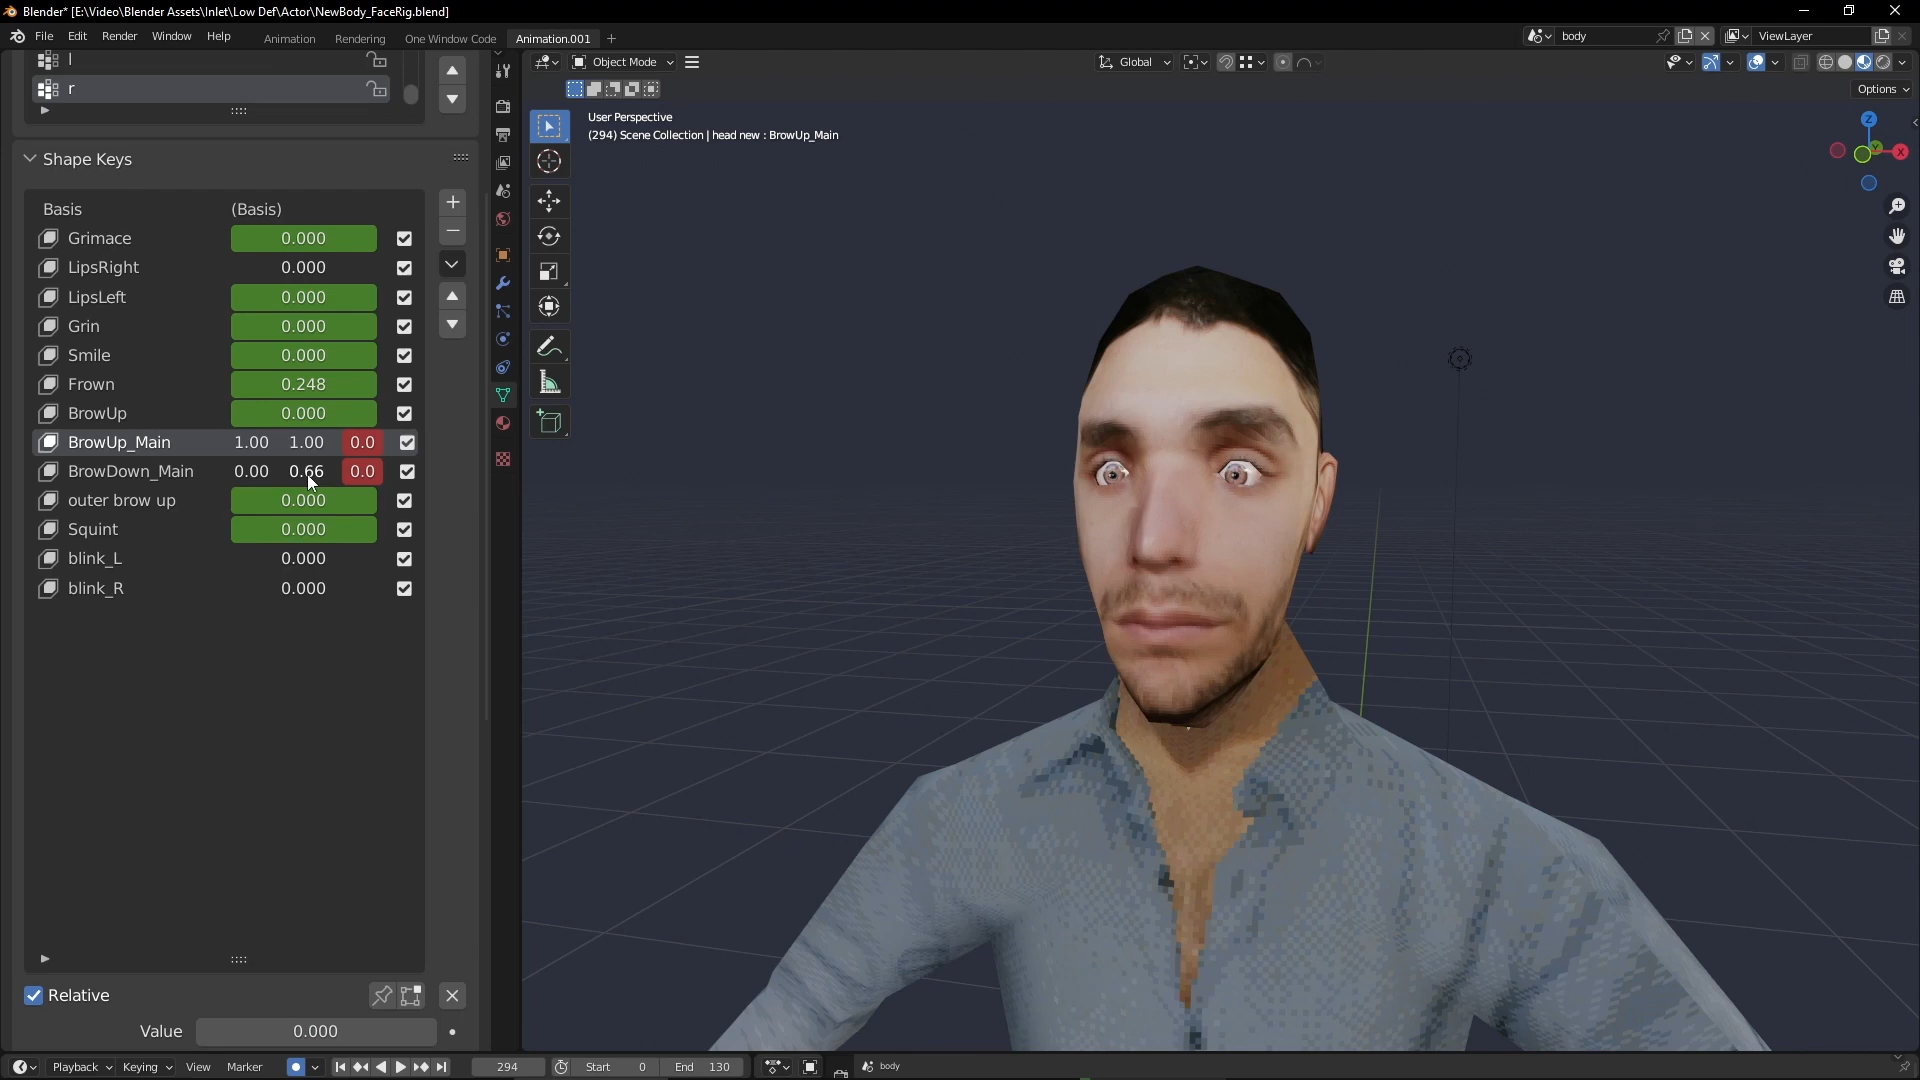 Blender* [E:\Video\Blender Assets\Inlet\Low Def\Actor\NewBody_FaceRig.blend]
File Edit Render Window Help Animation Rendering One Window Code Animation.001 + body ViewLayer
l
r
Object Mode Global
Options
User Perspective
(294) Scene Collection | head new : BrowUp_Main
Z
Y
X
Shape Keys
Basis (Basis)
Grimace 0.000
LipsRight 0.000
LipsLeft 0.000
Grin 0.000
Smile 0.000
Frown 0.248
BrowUp 0.000
BrowUp_Main 1.00 1.00 0.0
BrowDown_Main 0.00 0.66 0.0
outer brow up 0.000
Squint 0.000
blink_L 0.000
blink_R 0.000
Relative
Value 0.000
Playback Keying View Marker 294 Start 0 End 130 body